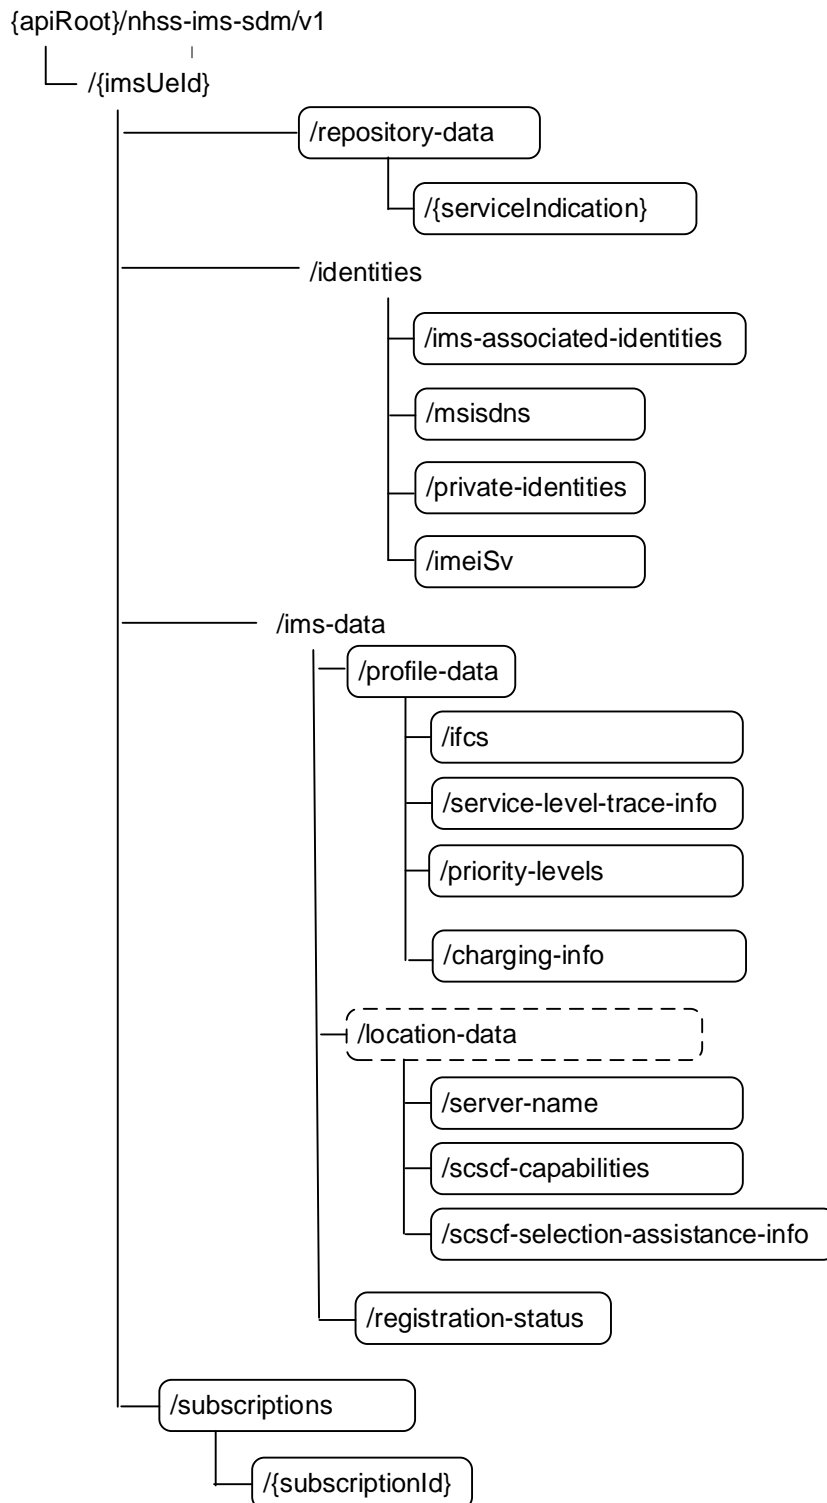 {apiRoot}/nhss-ims-sdm/v1
/{imsUeId}
/repository-data
/{serviceIndication}
/identities
/ims-associated-identities
/msisdns
/private-identities
/imeiSv
/ims-data
/profile-data
/ifcs
/service-level-trace-info
/priority-levels
/charging-info
/location-data
/server-name
/scscf-capabilities
/scscf-selection-assistance-info
/registration-status
/subscriptions
/{subscriptionId}